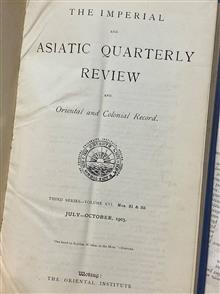 THE IMPERIAL
AND
ASIATIC QUARTERLY
REVIEW
AND
Oriental and Colonial Record.
THIRD SERIES—VOLUME XVI. Nos. 31 & 32.
JULY—OCTOBER, 1903.
Woking:
THE ORIENTAL INSTITUTE